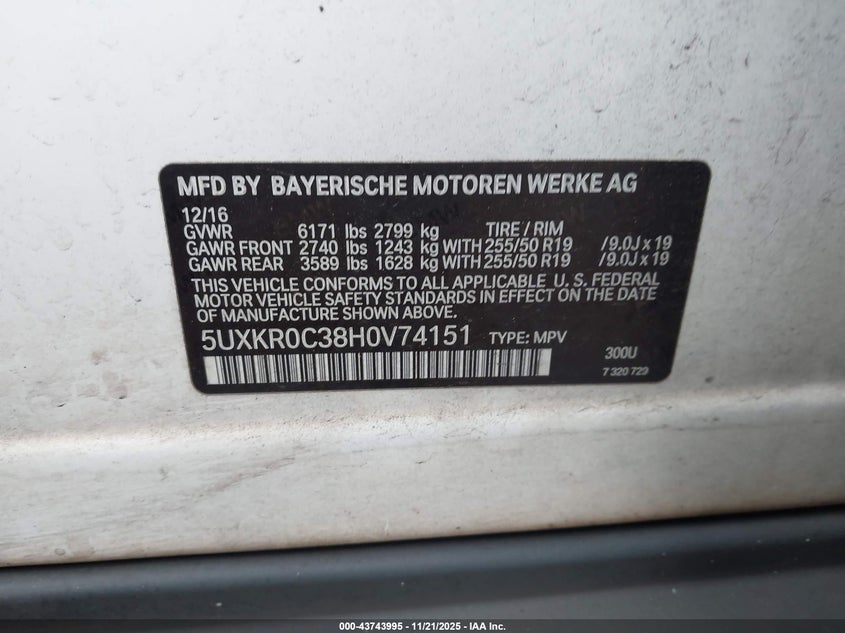 MFD BY BAYERISCHE MOTOREN WERKE AG
12/16
GVWR 6171 lbs 2799 kg TIRE / RIM
GAWR FRONT 2740 lbs 1243 kg WITH 255/50 R19 /9.0J x 19
GAWR REAR 3589 lbs 1628 kg WITH 255/50 R19 /9.0J x 19
THIS VEHICLE CONFORMS TO ALL APPLICABLE U. S. FEDERAL
MOTOR VEHICLE SAFETY STANDARDS IN EFFECT ON THE DATE
OF MANUFACTURE SHOWN ABOVE.
5UXKR0C38H0V74151 TYPE: MPV
300U
7 320 729
000-43743995 - 11/21/2025 - IAA Inc.